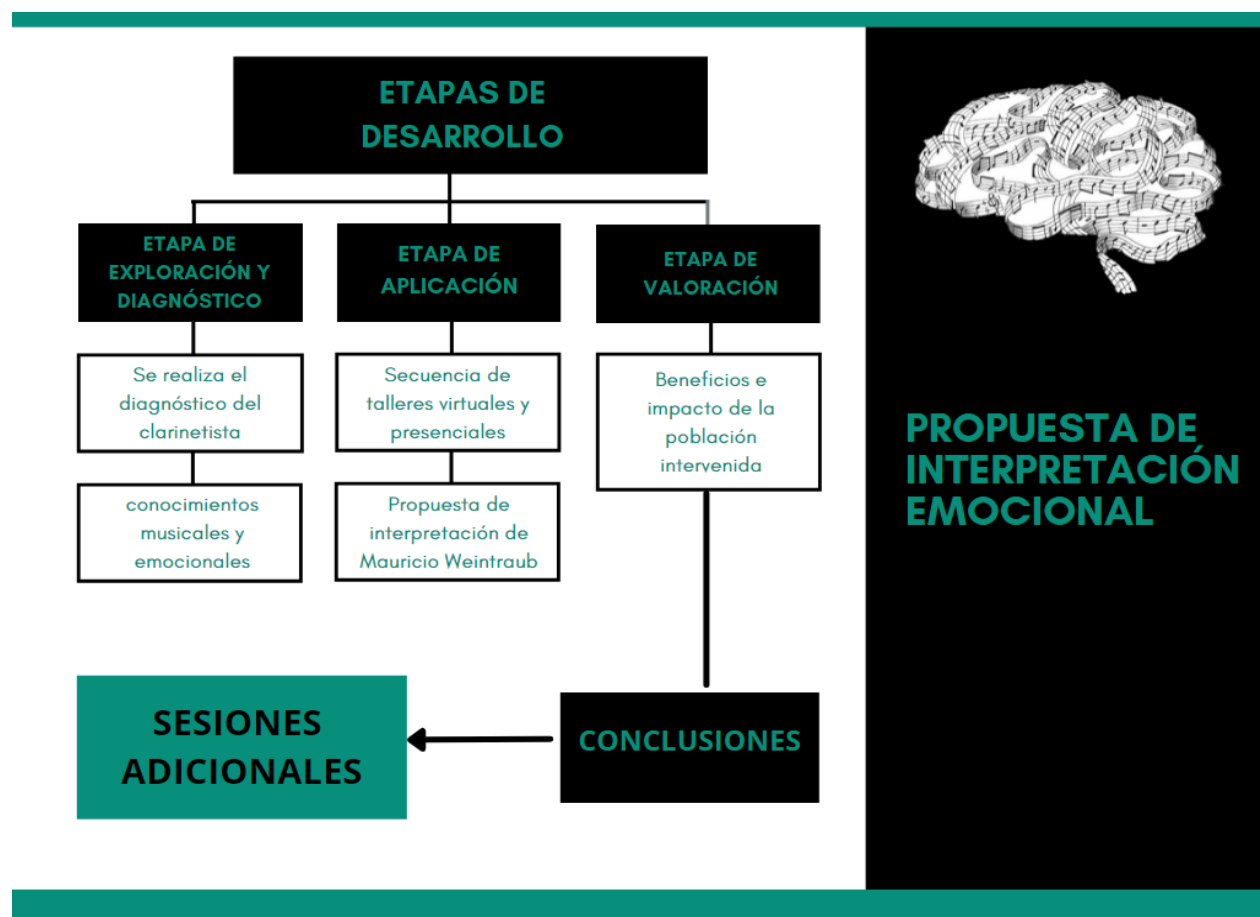 ETAPAS DE
DESARROLLO
ETAPA DE
EXPLORACIÓN Y
DIAGNÓSTICO
Se realiza el
diagnóstico del
clarinetista
conocimientos
musicales y
emocionales
ETAPA DE
APLICACIÓN
Secuencia de
talleres virtuales y
presenciales
Propuesta de
interpretación de
Mauricio Weintraub
ETAPA DE
VALORACIÓN
Beneficios e
impacto de la
población
intervenida
CONCLUSIONES
SESIONES
ADICIONALES
PROPUESTA DE
INTERPRETACIÓN
EMOCIONAL